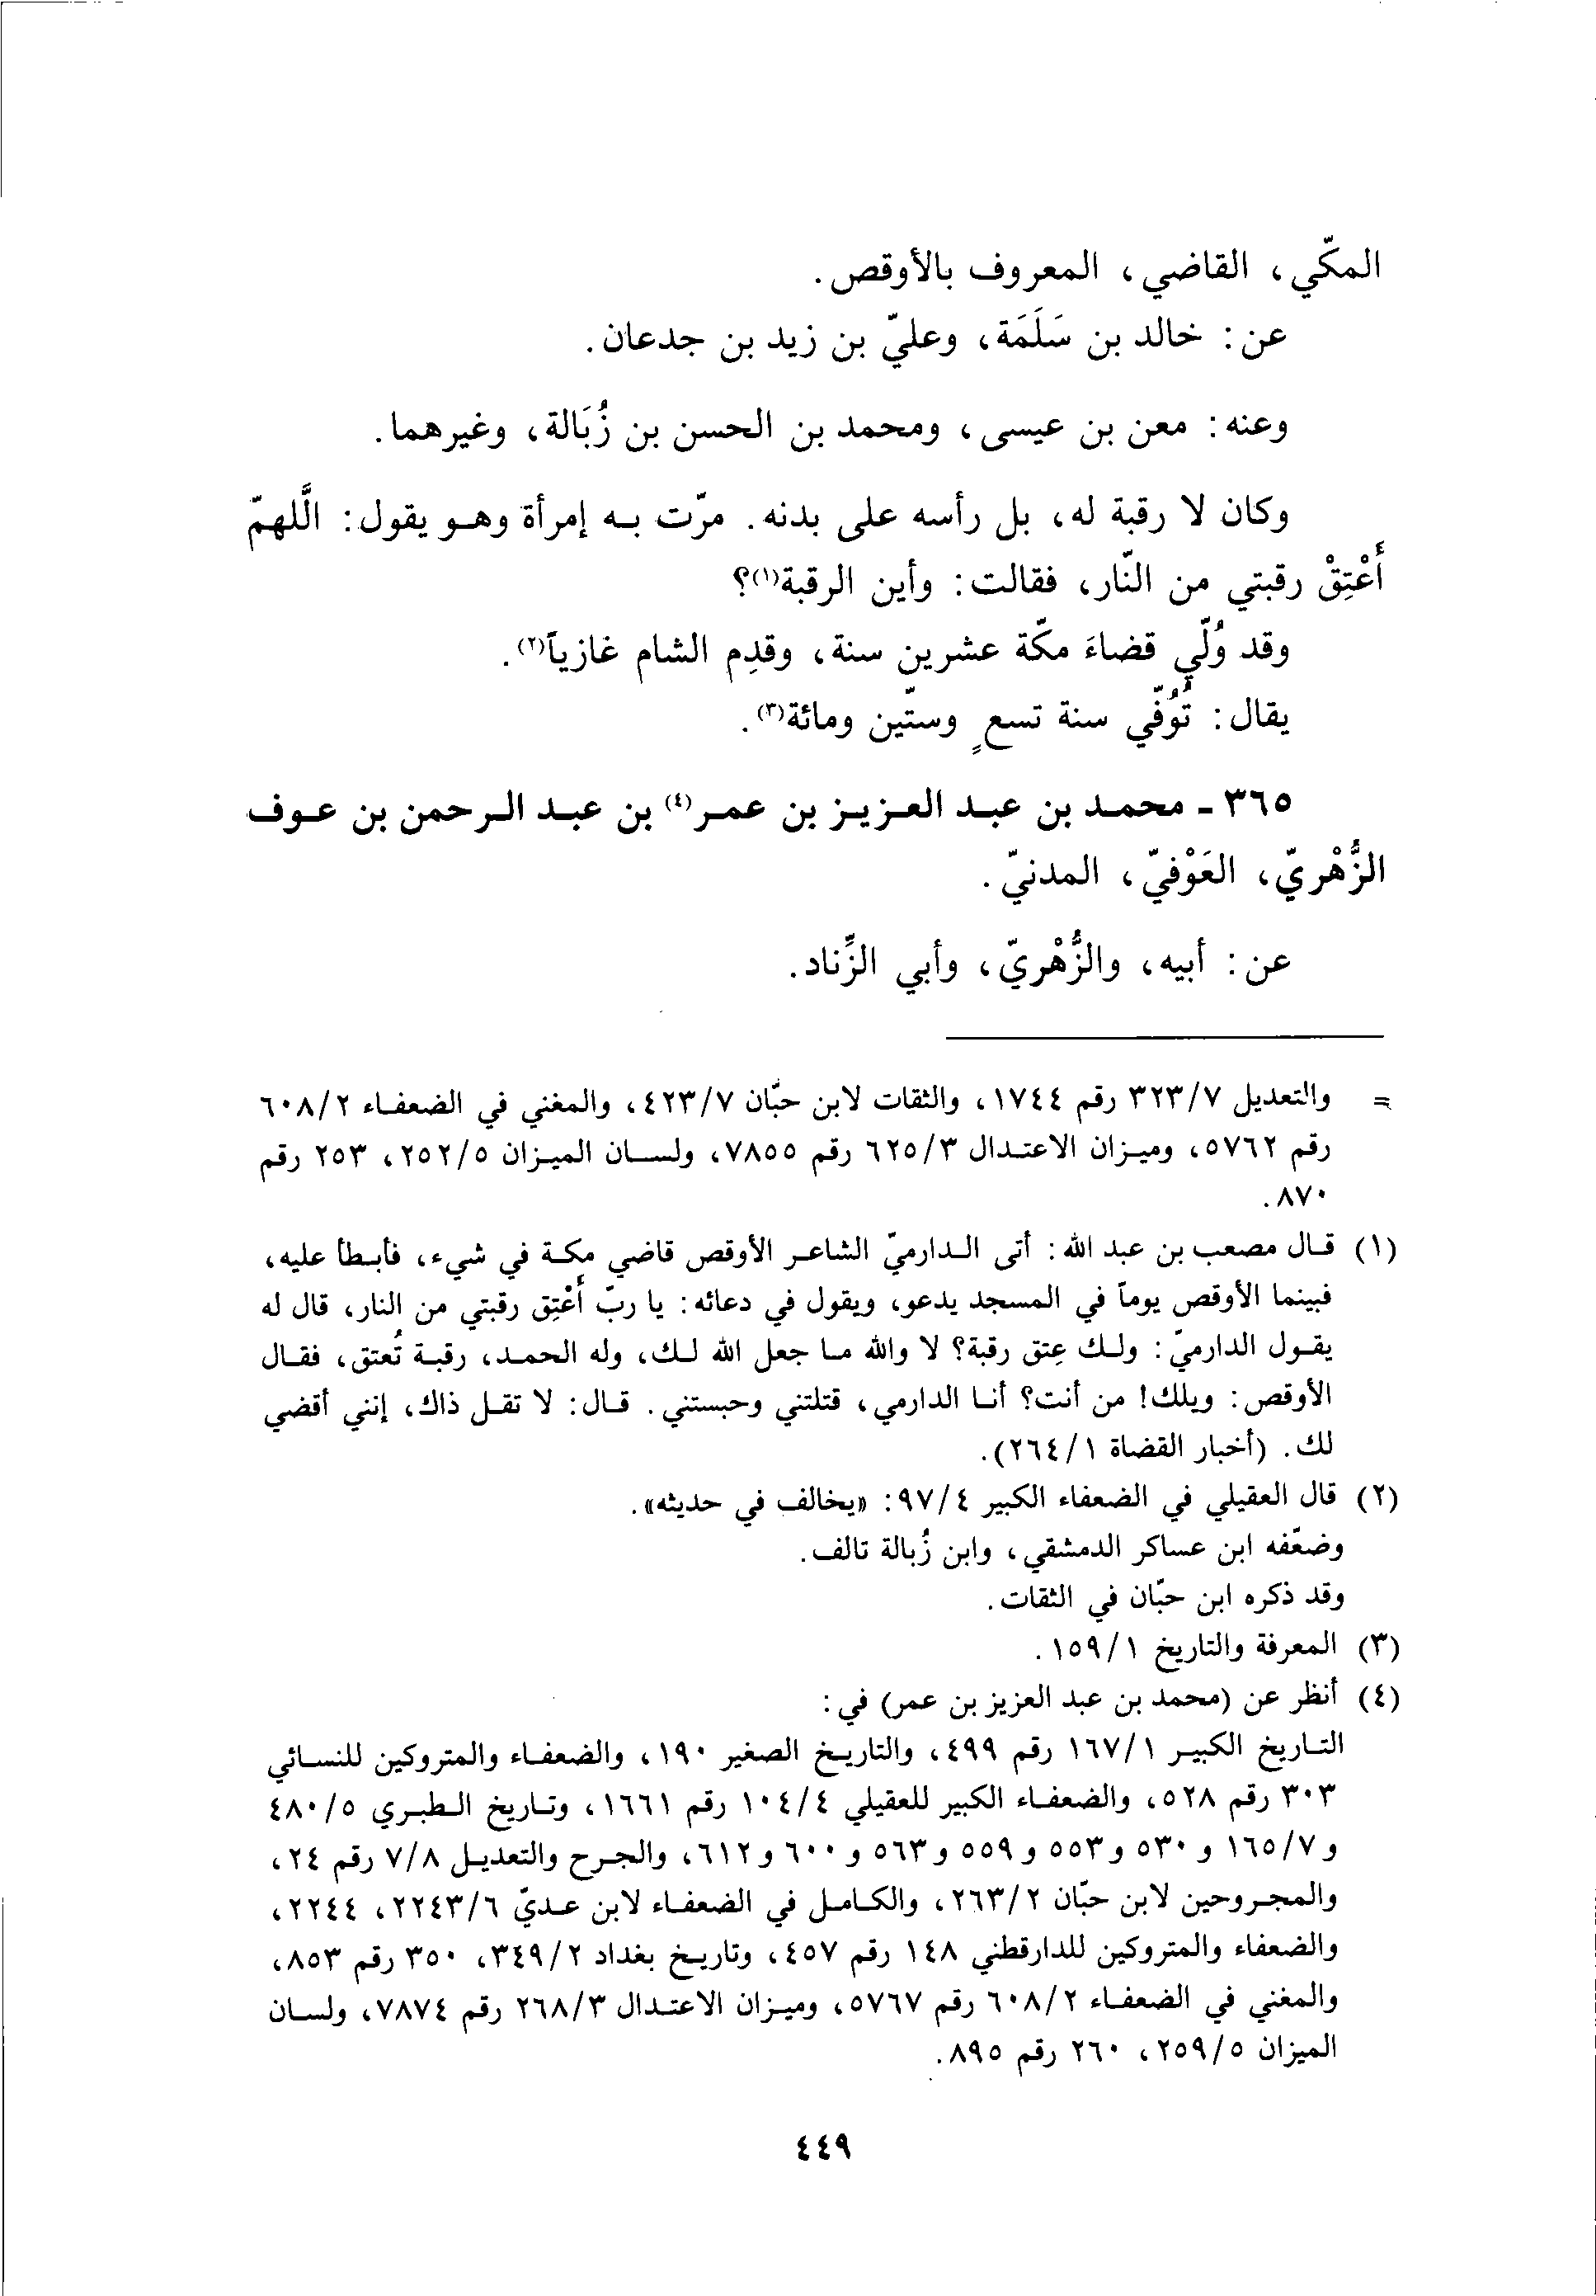 المكّي، القاضي، المعروف بالأوقص.
عن: خالد بن سَلَمَة، وعليّ بن زيد بن جدعان.
وعنه: معن بن عيسى، ومحمد بن الحسن بن زُبَالة، وغيرهما.
وكان لا رقبة له، بل رأسه على بدنه. مرّت به إمرأة وهو يقول: اللَّهمّ
أَعْتِقْ رقبتي من النّار، فقالت: وأين الرقبة(١)؟
وقد وُلّي قضاءَ مكّة عشرين سنة، وقدِم الشام غازياً(٢).
يقال: تُوُفّي سنة تسعٍ وستّين ومائة(٣).
٣٦٥ - محمد بن عبد العزيز بن عمر(٤) بن عبد الرحمن بن عوف
الزُّهْريّ، العَوْفيّ، المدنيّ.
عن: أبيه، والزُّهْريّ، وأبي الزِّناد.
= والتعديل ٣٢٣/٧ رقم ١٧٤٤، والثقات لابن حبّان ٤٢٣/٧، والمغني في الضعفاء ٦٠٨/٢
رقم ٥٧٦٢، وميزان الاعتدال ٦٢٥/٣ رقم ٧٨٥٥، ولسان الميزان ٢٥٢/٥، ٢٥٣ رقم
٨٧٠.
(١) قال مصعب بن عبد الله: أتى الدارميّ الشاعر الأوقص قاضي مكة في شيء، فأبطأ عليه،
فبينما الأوقص يوماً في المسجد يدعو، ويقول في دعائه: يا ربّ أَعْتِق رقبتي من النار، قال له
يقول الدارميّ: ولك عِتق رقبة؟ لا والله ما جعل الله لك، وله الحمد، رقبة تُعتق، فقال
الأوقص: ويلك! من أنت؟ أنا الدارمي، قتلتني وحبستني. قال: لا تقل ذاك، إنني أقضي
لك. (أخبار القضاة ٢٦٤/١).
(٢) قال العقيلي في الضعفاء الكبير ٩٧/٤: «يخالف في حديثه».
وضعّفه ابن عساكر الدمشقي، وابن زُبالة تالف.
وقد ذكره ابن حبّان في الثقات.
(٣) المعرفة والتاريخ ١٥٩/١.
(٤) أنظر عن (محمد بن عبد العزيز بن عمر) في:
التاريخ الكبير ١٦٧/١ رقم ٤٩٩، والتاريخ الصغير ١٩٠، والضعفاء والمتروكين للنسائي
٣٠٣ رقم ٥٢٨، والضعفاء الكبير للعقيلي ١٠٤/٤ رقم ١٦٦١، وتاريخ الطبري ٤٨٠/٥
و١٦٥/٧ و٥٣٠ و٥٥٣ و٥٥٩ و٥٦٣ و٦٠٠ و٦١٢، والجرح والتعديل ٧/٨ رقم ٢٤،
والمجروحين لابن حبّان ٢٦٣/٢، والكامل في الضعفاء لابن عديّ ٢٢٤٣/٦، ٢٢٤٤،
والضعفاء والمتروكين للدارقطني ١٤٨ رقم ٤٥٧، وتاريخ بغداد ٣٤٩/٢، ٣٥٠ رقم ٨٥٣،
والمغني في الضعفاء ٦٠٨/٢ رقم ٥٧٦٧، وميزان الاعتدال ٢٦٨/٣ رقم ٧٨٧٤، ولسان
الميزان ٢٥٩/٥، ٢٦٠ رقم ٨٩٥.
٤٤٩